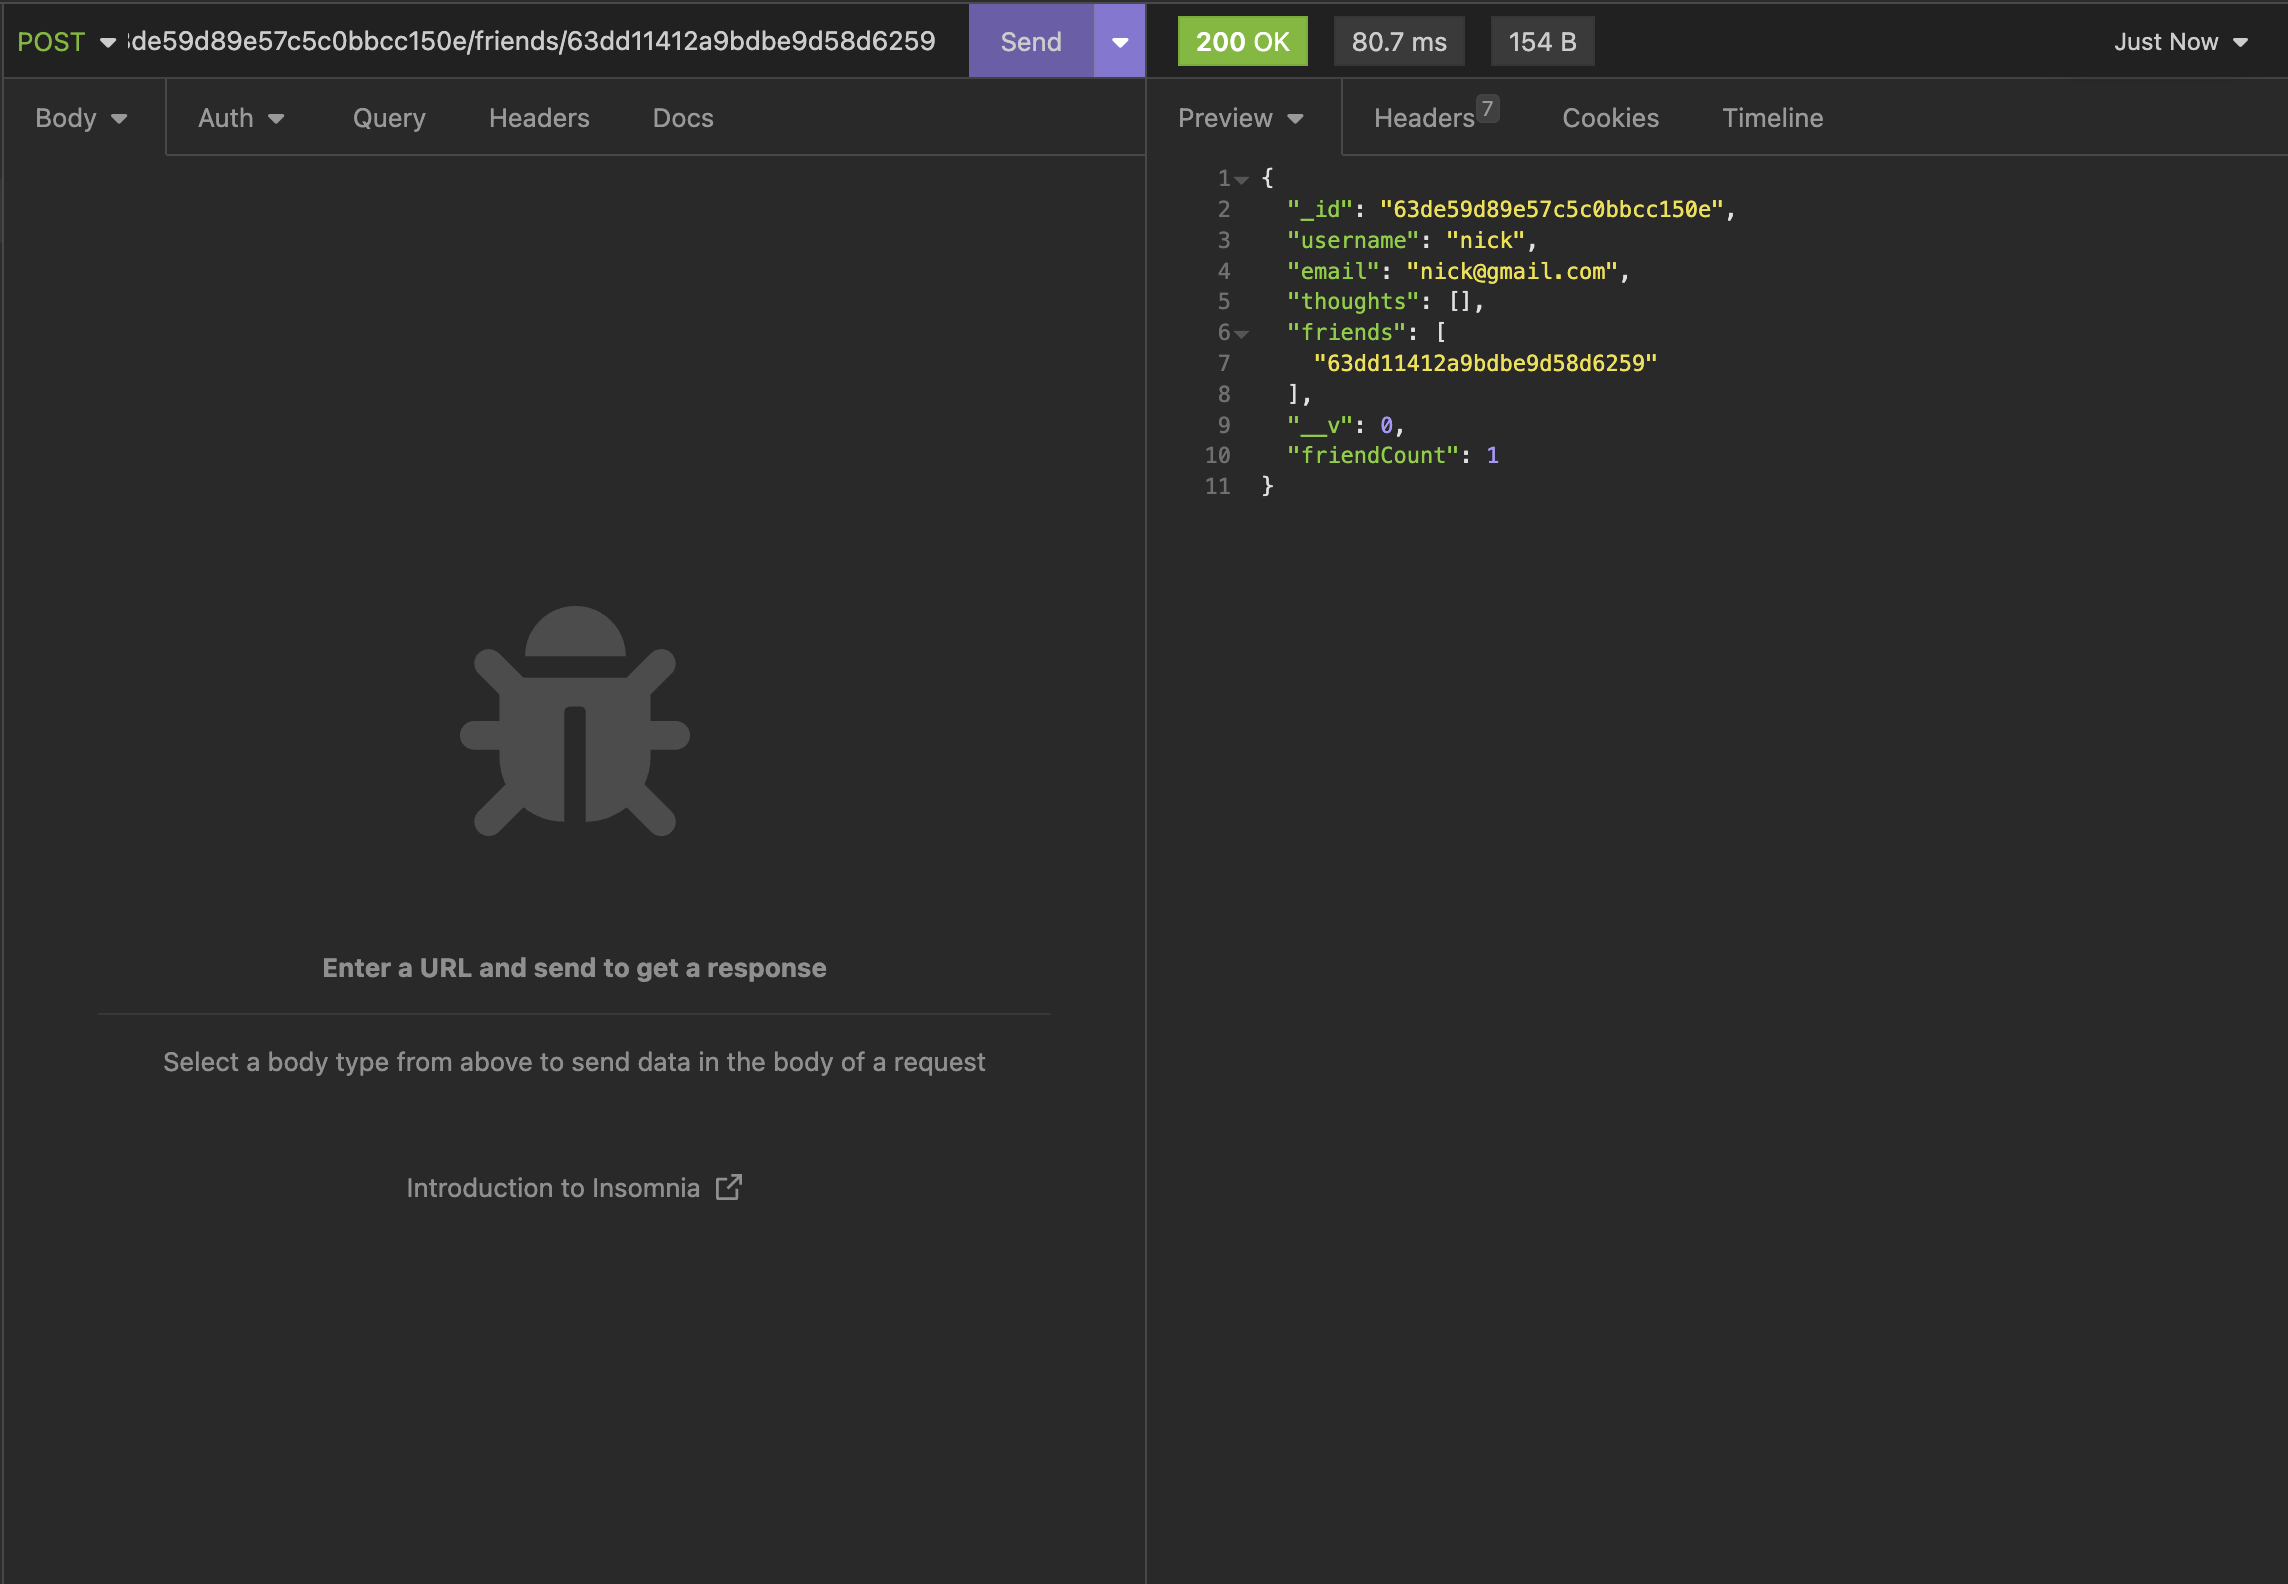 POST de59d89e57c5c0bbcc150e/friends/63dd11412a9bdbe9d58d6259 Send 200 OK 80.7 ms 154 B Just Now
Body Auth Query Headers Docs Preview Headers 7 Cookies Timeline
1 {
2 "_id": "63de59d89e57c5c0bbcc150e",
3 "username": "nick",
4 "email": "nick@gmail.com",
5 "thoughts": [],
6 "friends": [
7 "63dd11412a9bdbe9d58d6259"
8 ],
9 "__v": 0,
10 "friendCount": 1
11 }
Enter a URL and send to get a response
Select a body type from above to send data in the body of a request
Introduction to Insomnia